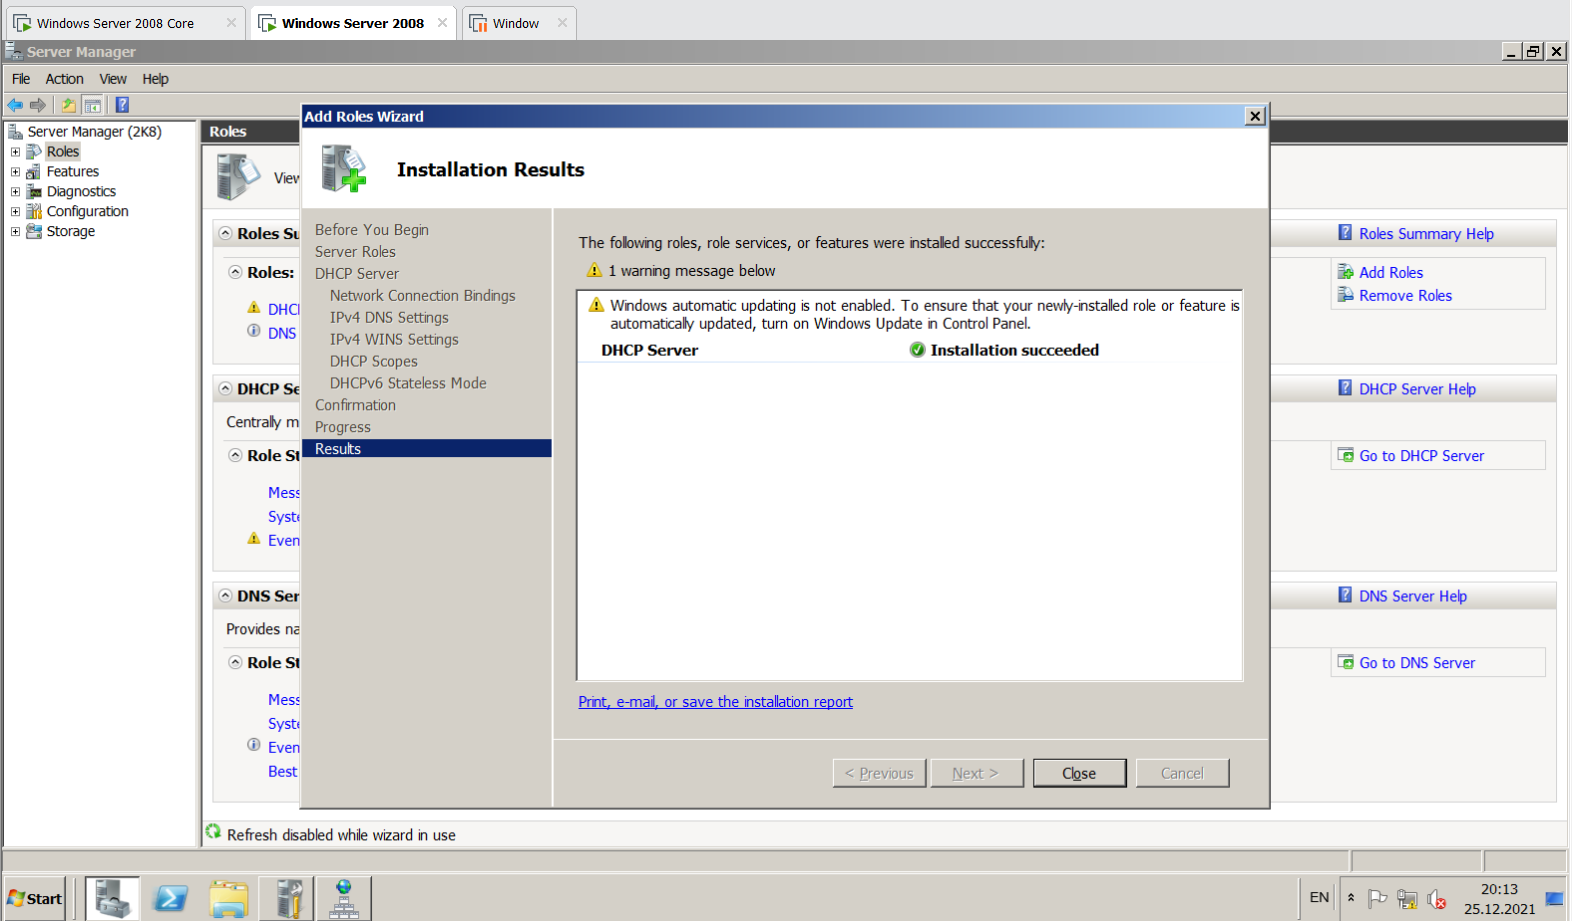 Windows Server 2008 Core
Windows Server 2008
Window
Server Manager
File Action View Help
Server Manager (2K8)
Roles
Features
Diagnostics
Configuration
Storage
Roles
View
Roles Su
Roles:
DHCP
DNS
DHCP Se
Centrally m
Role St
Mess
Syste
Even
DNS Ser
Provides na
Role St
Mess
Syste
Even
Best
Refresh disabled while wizard in use
Add Roles Wizard
Installation Results
Before You Begin
Server Roles
DHCP Server
Network Connection Bindings
IPv4 DNS Settings
IPv4 WINS Settings
DHCP Scopes
DHCPv6 Stateless Mode
Confirmation
Progress
Results
The following roles, role services, or features were installed successfully:
1 warning message below
Windows automatic updating is not enabled. To ensure that your newly-installed role or feature is
automatically updated, turn on Windows Update in Control Panel.
DHCP Server Installation succeeded
Print, e-mail, or save the installation report
< Previous Next > Close Cancel
Roles Summary Help
Add Roles
Remove Roles
DHCP Server Help
Go to DHCP Server
DNS Server Help
Go to DNS Server
Start
EN
20:13
25.12.2021